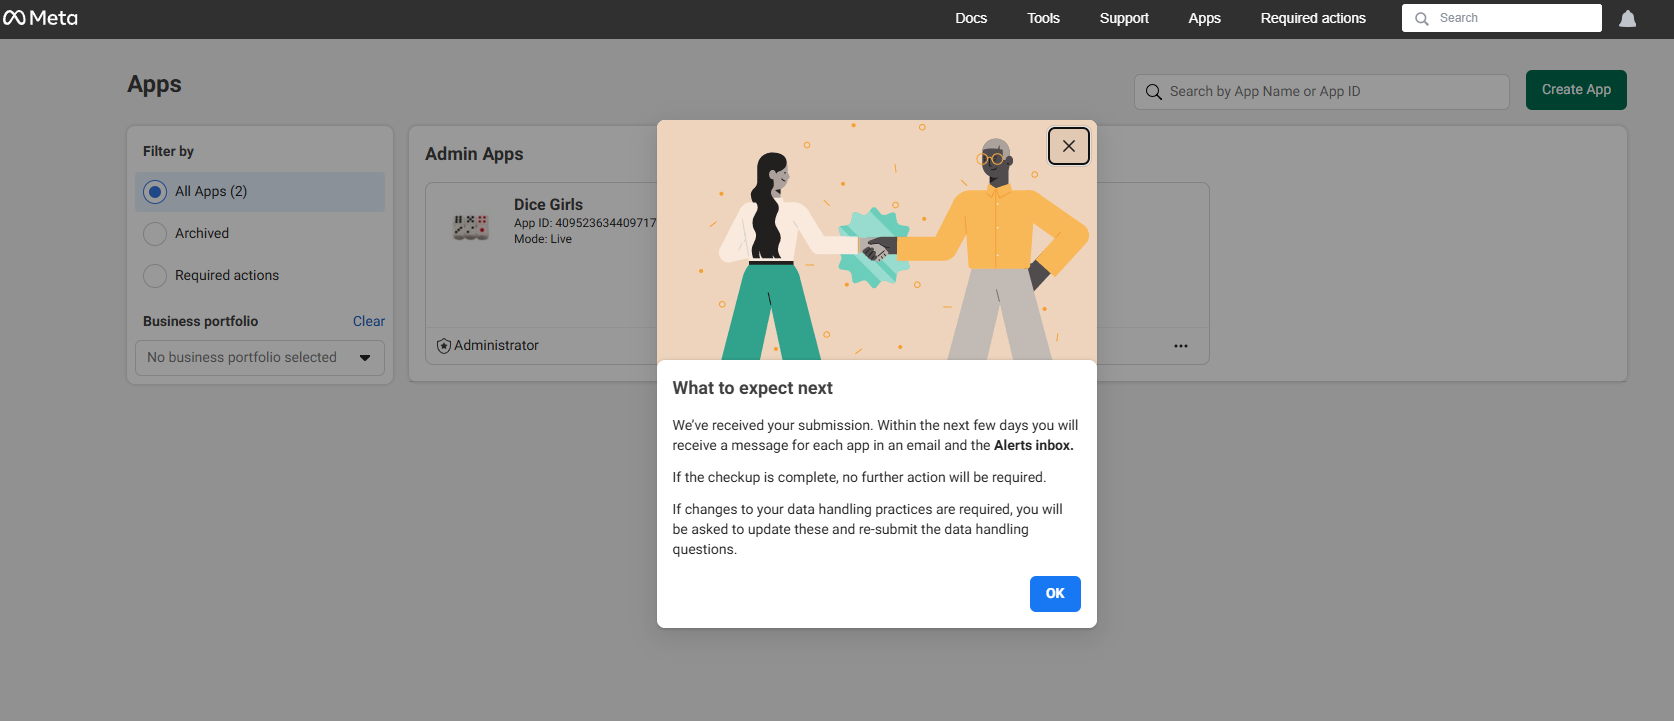 Meta
Docs Tools Support Apps Required actions Search
Apps
Search by App Name or App ID
Create App
Filter by
All Apps (2)
Archived
Required actions
Business portfolio Clear
No business portfolio selected
Admin Apps
Dice Girls
App ID: 409523634409717
Mode: Live
Administrator
What to expect next
We’ve received your submission. Within the next few days you will
receive a message for each app in an email and the Alerts inbox.
If the checkup is complete, no further action will be required.
If changes to your data handling practices are required, you will
be asked to update these and re-submit the data handling
questions.
OK